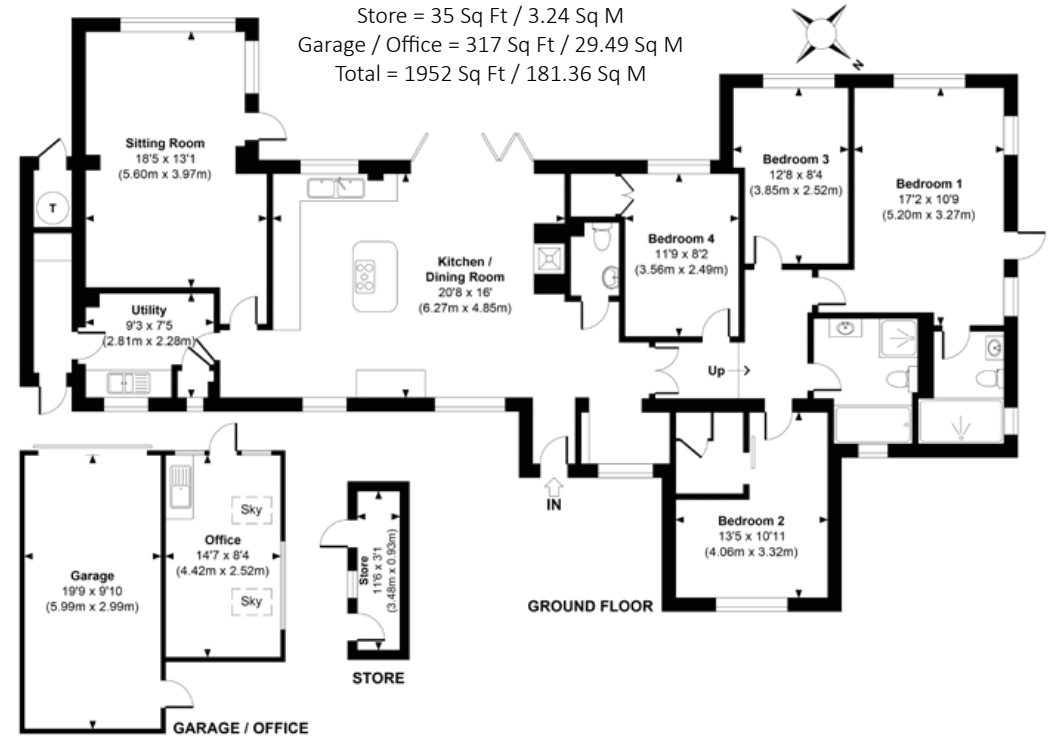 Store = 35 Sq Ft / 3.24 Sq M
Garage / Office = 317 Sq Ft / 29.49 Sq M
Total = 1952 Sq Ft / 181.36 Sq M
N
Sitting Room
18'5 x 13'1
(5.60m x 3.97m)
T
Kitchen /
Dining Room
20'8 x 16'
(6.27m x 4.85m)
Utility
9'3 x 7'5
(2.81m x 2.28m)
Bedroom 4
11'9 x 8'2
(3.56m x 2.49m)
Bedroom 3
12'8 x 8'4
(3.85m x 2.52m)
Bedroom 1
17'2 x 10'9
(5.20m x 3.27m)
Up
IN
Bedroom 2
13'5 x 10'11
(4.06m x 3.32m)
GROUND FLOOR
Garage
19'9 x 9'10
(5.99m x 2.99m)
Office
14'7 x 8'4
(4.42m x 2.52m)
Sky
Sky
GARAGE / OFFICE
Store
11'6 x 3'1
(3.48m x 0.93m)
STORE